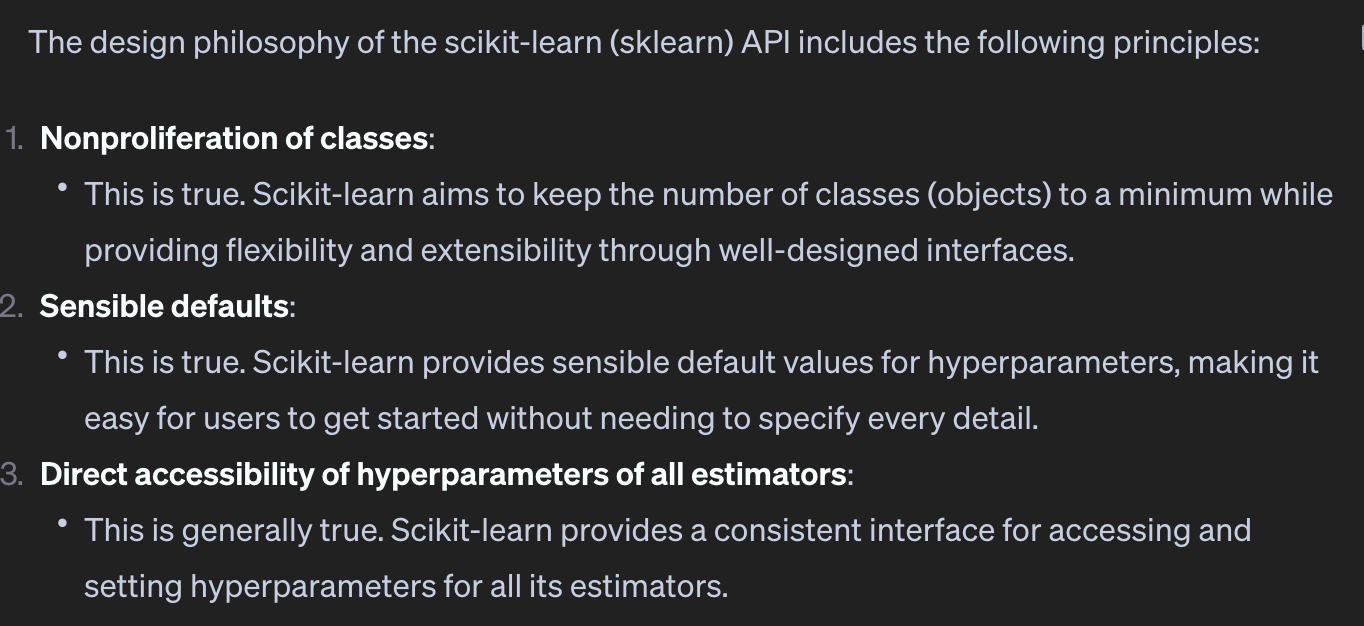 The design philosophy of the scikit-learn (sklearn) API includes the following principles:
1. Nonproliferation of classes:
• This is true. Scikit-learn aims to keep the number of classes (objects) to a minimum while
providing flexibility and extensibility through well-designed interfaces.
2. Sensible defaults:
• This is true. Scikit-learn provides sensible default values for hyperparameters, making it
easy for users to get started without needing to specify every detail.
3. Direct accessibility of hyperparameters of all estimators:
• This is generally true. Scikit-learn provides a consistent interface for accessing and
setting hyperparameters for all its estimators.